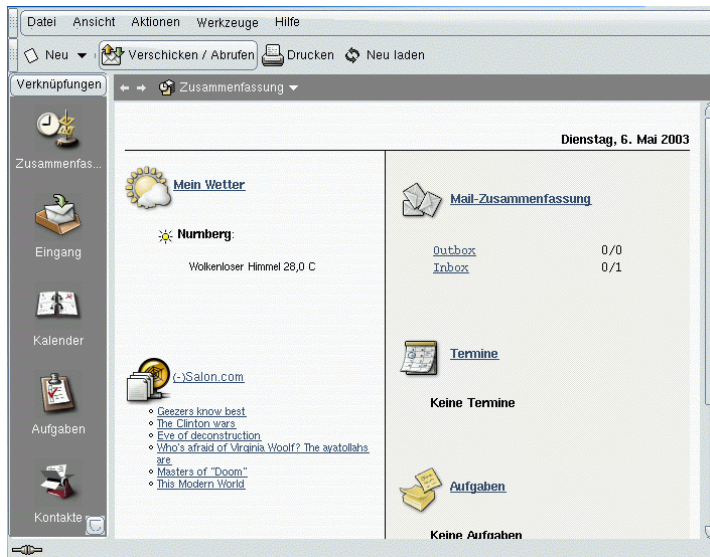 Datei Ansicht Aktionen Werkzeuge Hilfe
Neu Verschicken / Abrufen Drucken Neu laden
Verknüpfungen
Zusammenfassung
Zusammenfas...
Eingang
Kalender
Aufgaben
Kontakte
Dienstag, 6. Mai 2003
Mein Wetter
Nurnberg:
Wolkenloser Himmel 28,0 C
(-)Salon.com
Geezers know best
The Clinton wars
Eve of deconstruction
Who's afraid of Virginia Woolf? The ayatollahs
are
Masters of "Doom"
This Modern World
Mail-Zusammenfassung
Outbox 0/0
Inbox 0/1
Termine
Keine Termine
Aufgaben
Keine Aufgaben